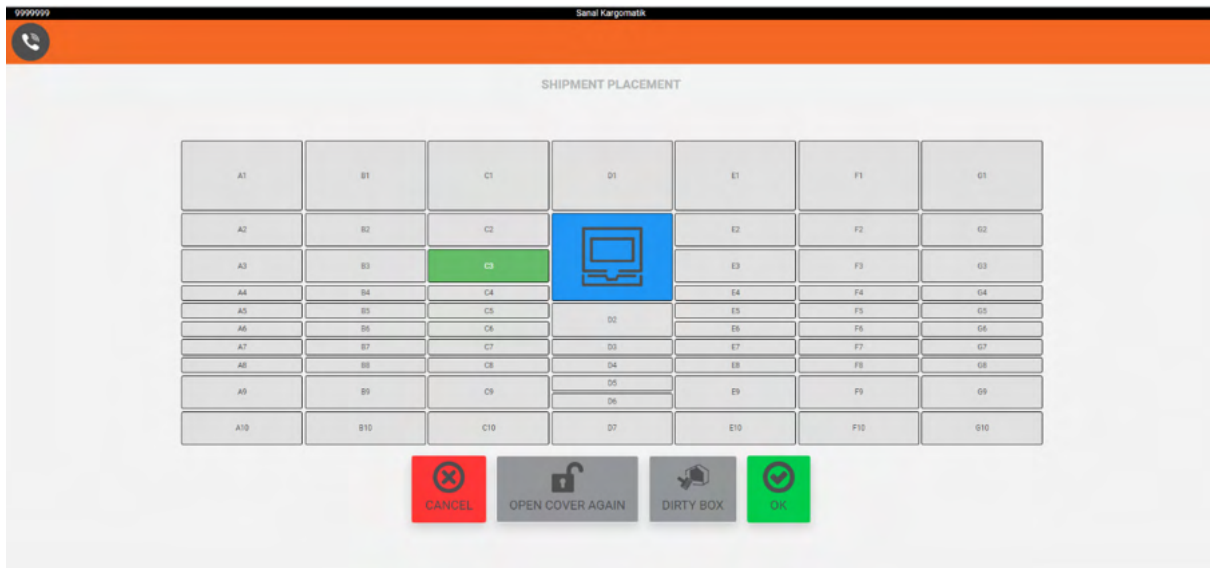 9999999 Sanal Kargomatik
SHIPMENT PLACEMENT
A1 B1 C1 D1 E1 F1 G1
A2 B2 C2 E2 F2 G2
A3 B3 C3 E3 F3 G3
A4 B4 C4 E4 F4 G4
A5 B5 C5 D2 E5 F5 G5
A6 B6 C6 E6 F6 G6
A7 B7 C7 D3 E7 F7 G7
A8 B8 C8 D4 E8 F8 G8
A9 B9 C9 D5 E9 F9 G9
D6
A10 B10 C10 D7 E10 F10 G10
CANCEL OPEN COVER AGAIN DIRTY BOX OK